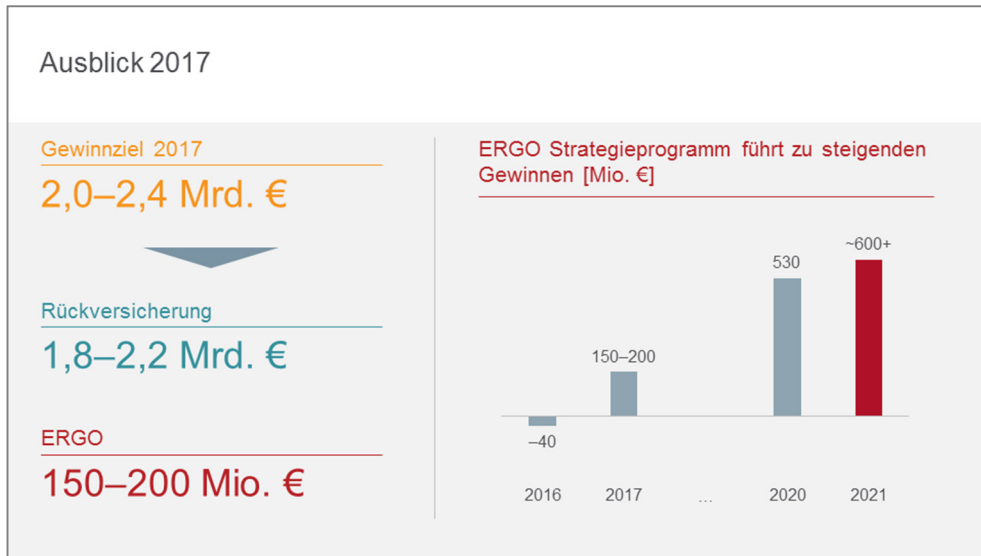 Ausblick 2017
Gewinnziel 2017
2,0–2,4 Mrd. €
Rückversicherung
1,8–2,2 Mrd. €
ERGO
150–200 Mio. €
ERGO Strategieprogramm führt zu steigenden
Gewinnen [Mio. €]
~600+
530
150–200
–40
2016 2017 ... 2020 2021